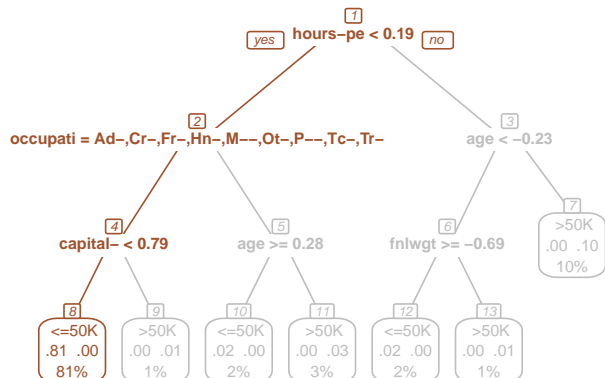 1
hours-pe < 0.19
yes
no
2
occupati = Ad-,Cr-,Fr-,Hn-,M--,Ot-,P--,Tc-,Tr-
3
age < -0.23
4
capital- < 0.79
5
age >= 0.28
6
fnlwgt >= -0.69
7
>50K
.00 .10
10%
8
<=50K
.81 .00
81%
9
>50K
.00 .01
1%
10
<=50K
.02 .00
2%
11
>50K
.00 .03
3%
12
<=50K
.02 .00
2%
13
>50K
.00 .01
1%